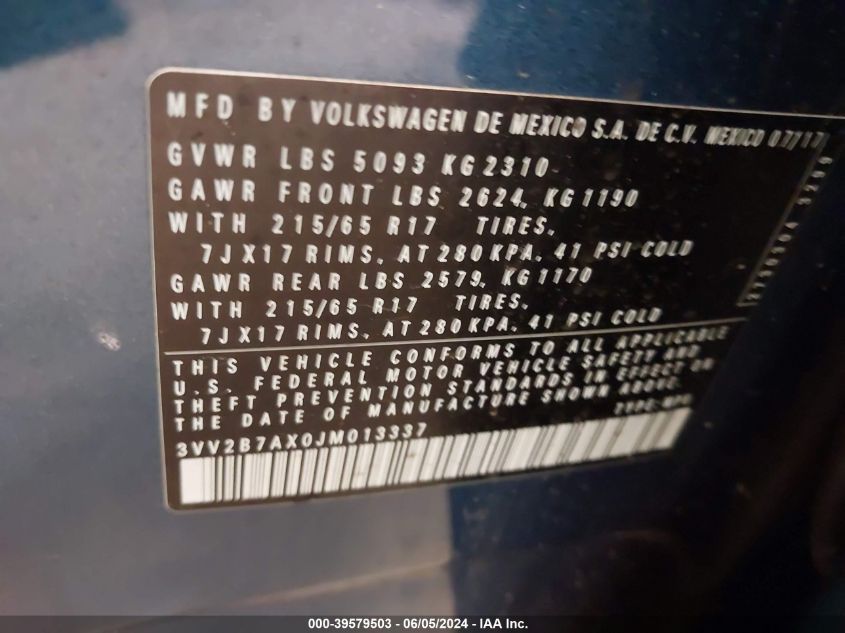 MFD BY VOLKSWAGEN DE MEXICO S.A. DE C.V. MEXICO 07/17
GVWR LBS 5093 KG 2310
GAWR FRONT LBS 2624, KG 1190
WITH 215/65 R17 TIRES,
7JX17 RIMS, AT 280 KPA, 41 PSI COLD
GAWR REAR LBS 2579, KG 1170
WITH 215/65 R17 TIRES,
7JX17 RIMS, AT 280 KPA, 41 PSI COLD
THIS VEHICLE CONFORMS TO ALL APPLICABLE
U.S. FEDERAL MOTOR VEHICLE SAFETY AND
THEFT PREVENTION STANDARDS IN EFFECT ON
THE DATE OF MANUFACTURE SHOWN ABOVE.
TYPE: MPV
3VV2B7AX0JM013337
000-39579503 - 06/05/2024 - IAA Inc.